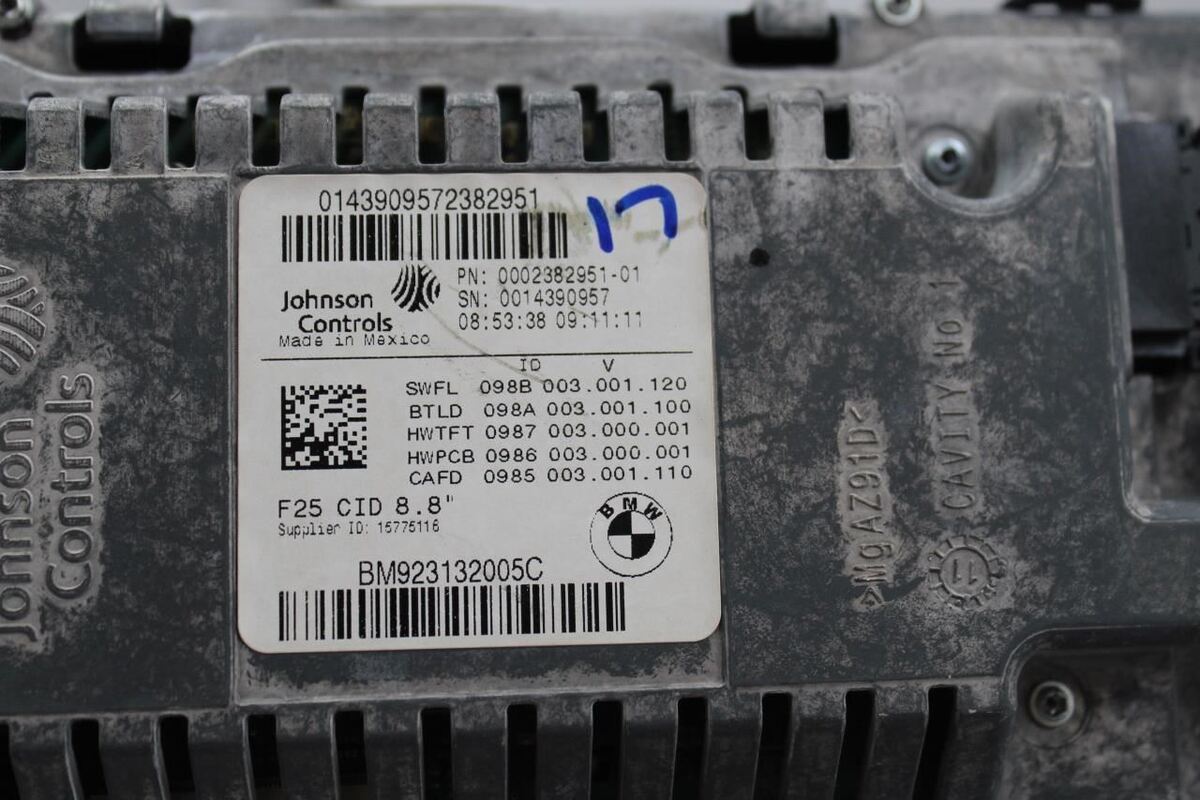 0143909572382951
17
Johnson
Controls
Made in Mexico
PN: 0002382951-01
SN: 0014390957
08:53:38 09:11:11
ID V
SWFL 098B 003.001.120
BTLD 098A 003.001.100
HWTFT 0987 003.000.001
HWPCB 0986 003.000.001
CAFD 0985 003.001.110
F25 CID 8.8"
Supplier ID: 15775116
BMW
BM923132005C
Johnson
Controls
>MgAZ91D<
CAVITY No 1
11